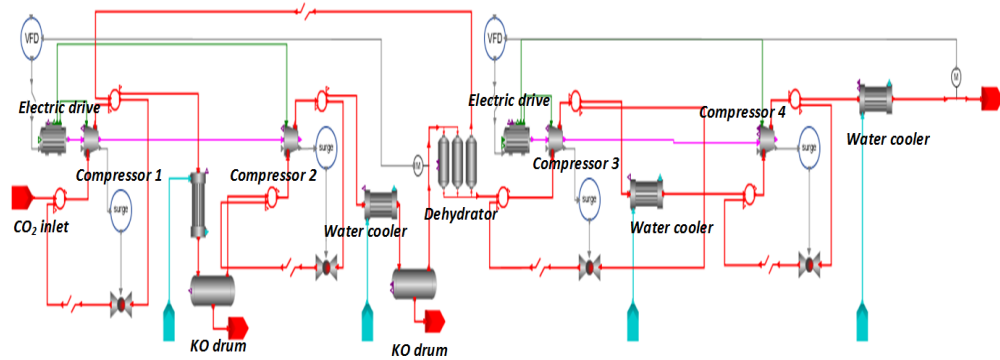 VFD
VFD
Electric drive
Electric drive
Compressor 4
M
surge
surge
M
Water cooler
Compressor 1
Compressor 2
Compressor 3
surge
surge
CO₂ inlet
Water cooler
Dehydrator
Water cooler
KO drum
KO drum